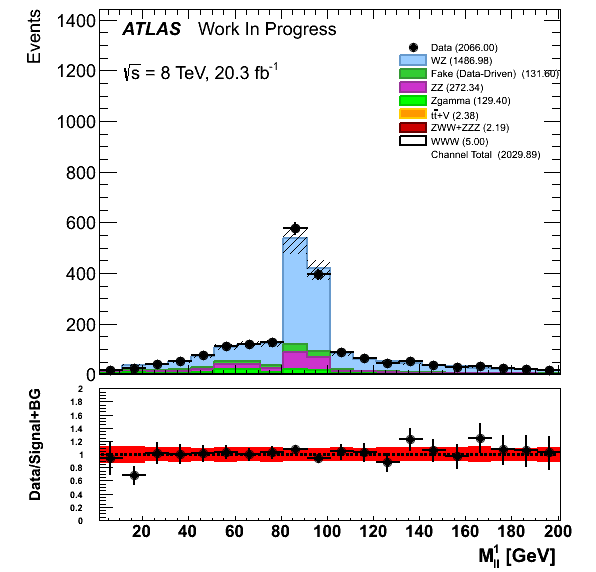 Events
1400
1200
1000
800
600
400
200
0
ATLAS Work In Progress
√s = 8 TeV, 20.3 fb-1
Data (2066.00)
WZ (1486.98)
Fake (Data-Driven) (131.60)
ZZ (272.34)
Zgamma (129.40)
tt+V (2.38)
ZWW+ZZZ (2.19)
WWW (5.00)
Channel Total (2029.89)
Data/Signal+BG
2
1.8
1.6
1.4
1.2
1
0.8
0.6
0.4
0.2
0
20 40 60 80 100 120 140 160 180 200
M1ll [GeV]